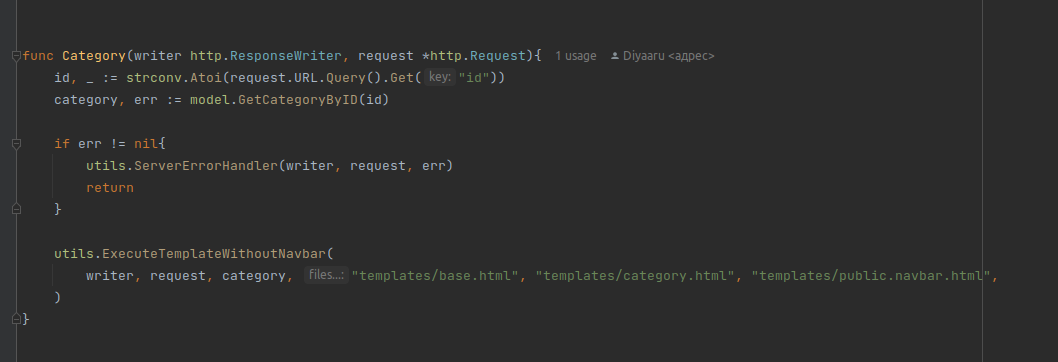 func Category(writer http.ResponseWriter, request *http.Request){ 1 usage Diyaaru <адрес>
    id, _ := strconv.Atoi(request.URL.Query().Get( key: "id"))
    category, err := model.GetCategoryByID(id)
    if err != nil{
        utils.ServerErrorHandler(writer, request, err)
        return
    }
    utils.ExecuteTemplateWithoutNavbar(
        writer, request, category, files...: "templates/base.html", "templates/category.html", "templates/public.navbar.html",
    )
}